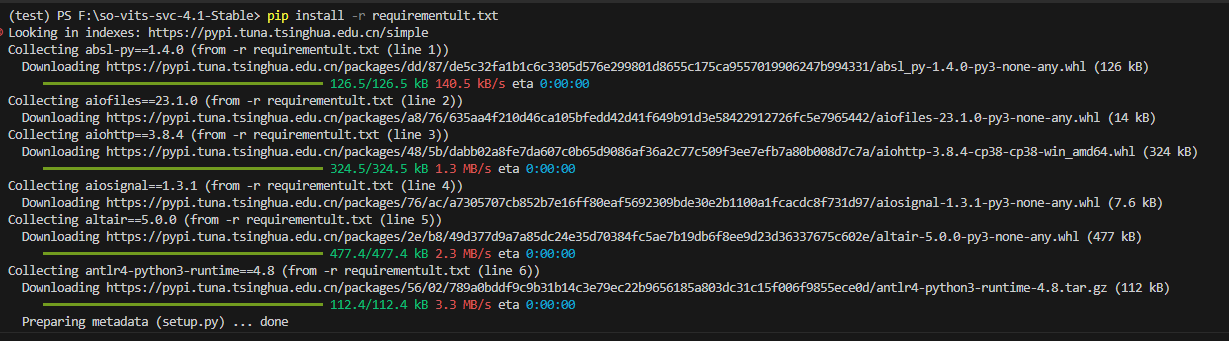 (test) PS F:\so-vits-svc-4.1-Stable> pip install -r requirementult.txt
Looking in indexes: https://pypi.tuna.tsinghua.edu.cn/simple
Collecting absl-py==1.4.0 (from -r requirementult.txt (line 1))
Downloading https://pypi.tuna.tsinghua.edu.cn/packages/dd/87/de5c32fa1b1c6c3305d576e299801d8655c175ca9557019906247b994331/absl_py-1.4.0-py3-none-any.whl (126 kB)
126.5/126.5 kB 140.5 kB/s eta 0:00:00
Collecting aiofiles==23.1.0 (from -r requirementult.txt (line 2))
Downloading https://pypi.tuna.tsinghua.edu.cn/packages/a8/76/635aa4f210d46ca105bfedd42d41f649b91d3e58422912726fc5e7965442/aiofiles-23.1.0-py3-none-any.whl (14 kB)
Collecting aiohttp==3.8.4 (from -r requirementult.txt (line 3))
Downloading https://pypi.tuna.tsinghua.edu.cn/packages/48/5b/dabb02a8fe7da607c0b65d9086af36a2c77c509f3ee7efb7a80b008d7c7a/aiohttp-3.8.4-cp38-cp38-win_amd64.whl (324 kB)
324.5/324.5 kB 1.3 MB/s eta 0:00:00
Collecting aiosignal==1.3.1 (from -r requirementult.txt (line 4))
Downloading https://pypi.tuna.tsinghua.edu.cn/packages/76/ac/a7305707cb852b7e16ff80eaf5692309bde30e2b1100a1fcacdc8f731d97/aiosignal-1.3.1-py3-none-any.whl (7.6 kB)
Collecting altair==5.0.0 (from -r requirementult.txt (line 5))
Downloading https://pypi.tuna.tsinghua.edu.cn/packages/2e/b8/49d377d9a7a85dc24e35d70384fc5ae7b19db6f8ee9d23d36337675c602e/altair-5.0.0-py3-none-any.whl (477 kB)
477.4/477.4 kB 2.3 MB/s eta 0:00:00
Collecting antlr4-python3-runtime==4.8 (from -r requirementult.txt (line 6))
Downloading https://pypi.tuna.tsinghua.edu.cn/packages/56/02/789a0bddf9c9b31b14c3e79ec22b9656185a803dc31c15f006f9855ece0d/antlr4-python3-runtime-4.8.tar.gz (112 kB)
112.4/112.4 kB 3.3 MB/s eta 0:00:00
Preparing metadata (setup.py) ... done